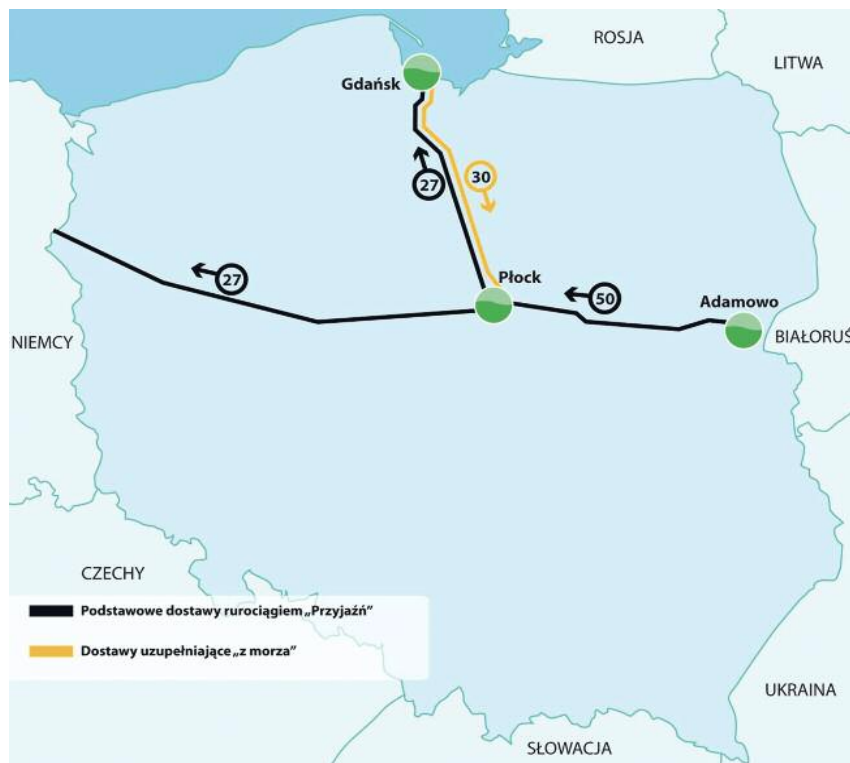 ROSJA
LITWA
Gdańsk
27
30
27
Płock
50
Adamowo
NIEMCY
BIAŁORUŚ
CZECHY
Podstawowe dostawy rurociągiem „Przyjaźń”
Dostawy uzupełniające „z morza”
UKRAINA
SŁOWACJA